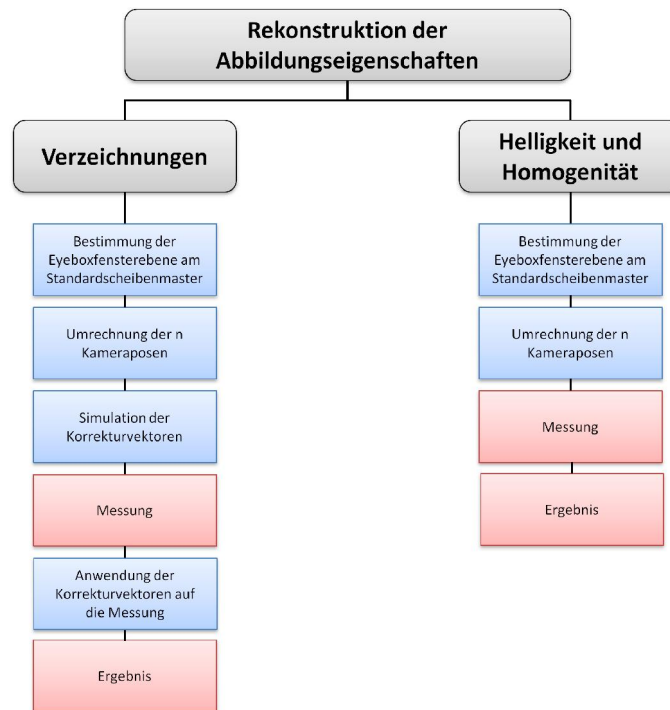 Rekonstruktion der
Abbildungseigenschaften
Verzeichnungen
Bestimmung der
Eyeboxfensterebene am
Standardscheibenmaster
Umrechnung der n
Kameraposen
Simulation der
Korrekturvektoren
Messung
Anwendung der
Korrekturvektoren auf
die Messung
Ergebnis
Helligkeit und
Homogenität
Bestimmung der
Eyeboxfensterebene am
Standardscheibenmaster
Umrechnung der n
Kameraposen
Messung
Ergebnis